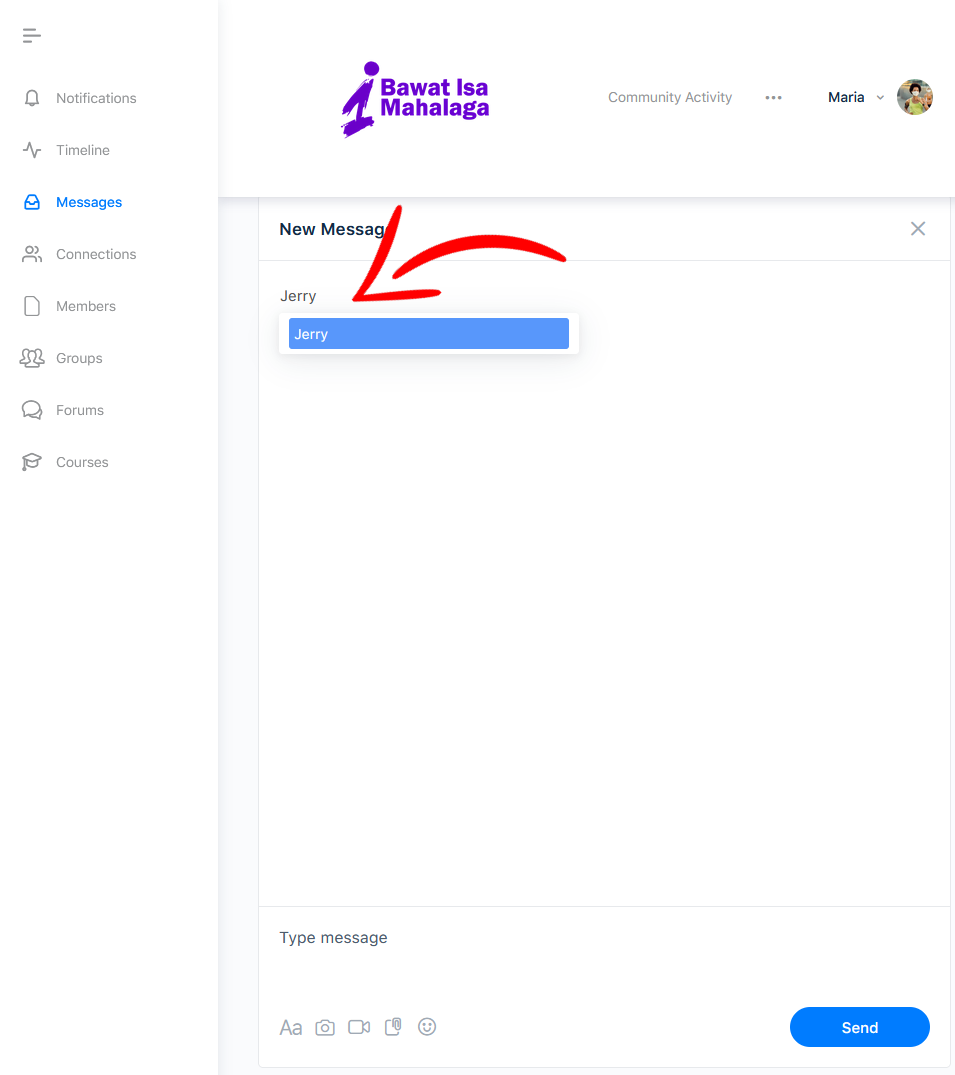 Notifications
Timeline
Messages
Connections
Members
Groups
Forums
Courses
Bawat Isa
Mahalaga
Community Activity
Maria
New Messag
Jerry
Jerry
Type message
Aa
Send